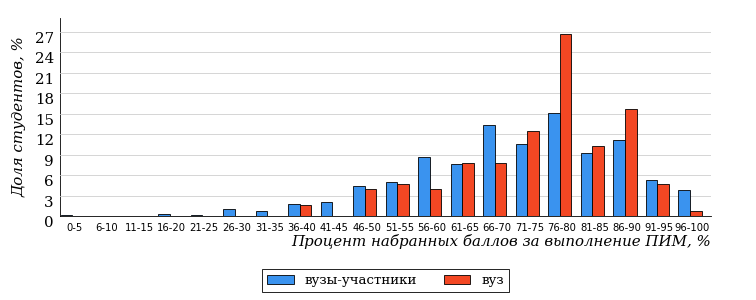 Доля студентов, %
27
24
21
18
15
12
9
6
3
0
0-5 6-10 11-15 16-20 21-25 26-30 31-35 36-40 41-45 46-50 51-55 56-60 61-65 66-70 71-75 76-80 81-85 86-90 91-95 96-100
Процент набранных баллов за выполнение ПИМ, %
вузы-участники вуз